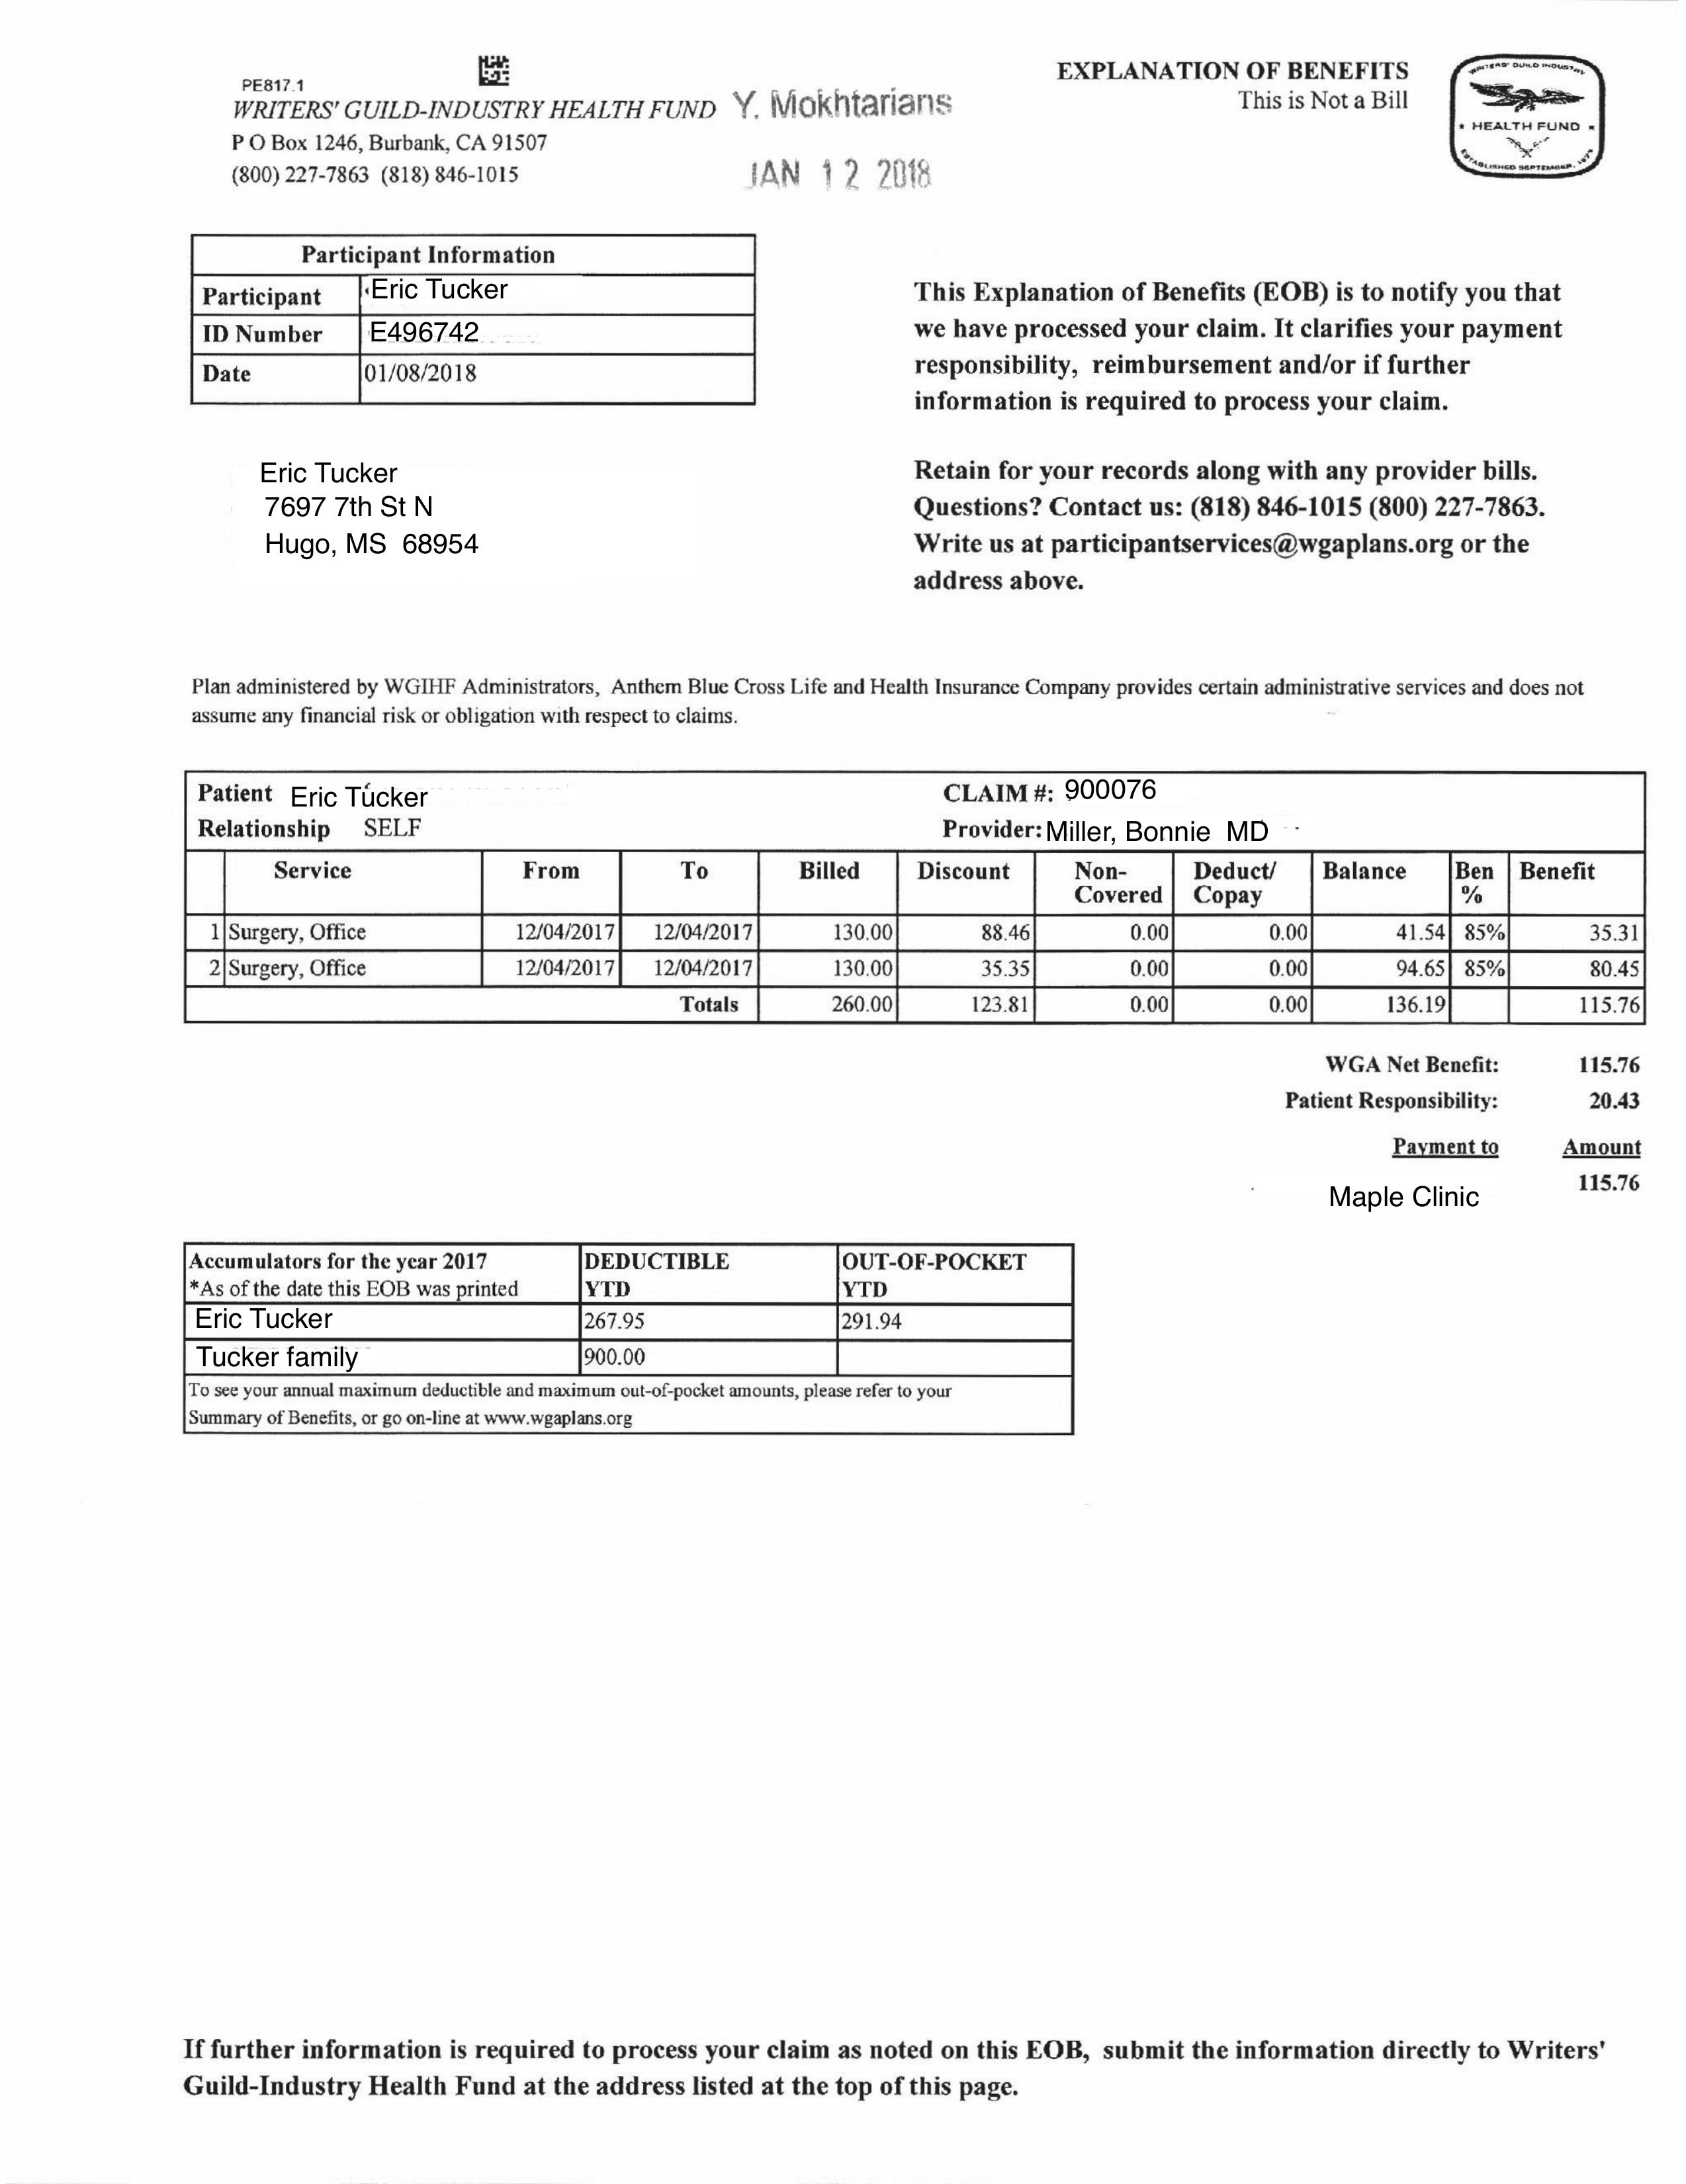 PE817.1
WRITERS' GUILD-INDUSTRY HEALTH FUND
P O Box 1246, Burbank, CA 91507
(800) 227-7863 (818) 846-1015
Y. Mokhtarians
JAN 12 2018
EXPLANATION OF BENEFITS
This is Not a Bill
WRITERS' GUILD INDUSTRY
* HEALTH FUND *
ESTABLISHED SEPTEMBER, 1973
Participant Information
Participant Eric Tucker
ID Number E496742
Date 01/08/2018
Eric Tucker
7697 7th St N
Hugo, MS 68954
This Explanation of Benefits (EOB) is to notify you that
we have processed your claim. It clarifies your payment
responsibility, reimbursement and/or if further
information is required to process your claim.
Retain for your records along with any provider bills.
Questions? Contact us: (818) 846-1015 (800) 227-7863.
Write us at participantservices@wgaplans.org or the
address above.
Plan administered by WGIHF Administrators, Anthem Blue Cross Life and Health Insurance Company provides certain administrative services and does not
assume any financial risk or obligation with respect to claims.
Patient Eric Tucker CLAIM #: 900076
Relationship SELF Provider: Miller, Bonnie MD
Service From To Billed Discount Non-Covered Deduct/Copay Balance Ben % Benefit
1 Surgery, Office 12/04/2017 12/04/2017 130.00 88.46 0.00 0.00 41.54 85% 35.31
2 Surgery, Office 12/04/2017 12/04/2017 130.00 35.35 0.00 0.00 94.65 85% 80.45
Totals 260.00 123.81 0.00 0.00 136.19 115.76
WGA Net Benefit: 115.76
Patient Responsibility: 20.43
Payment to Amount
Maple Clinic 115.76
Accumulators for the year 2017 DEDUCTIBLE OUT-OF-POCKET
*As of the date this EOB was printed YTD YTD
Eric Tucker 267.95 291.94
Tucker family 900.00
To see your annual maximum deductible and maximum out-of-pocket amounts, please refer to your
Summary of Benefits, or go on-line at www.wgaplans.org
If further information is required to process your claim as noted on this EOB, submit the information directly to Writers'
Guild-Industry Health Fund at the address listed at the top of this page.